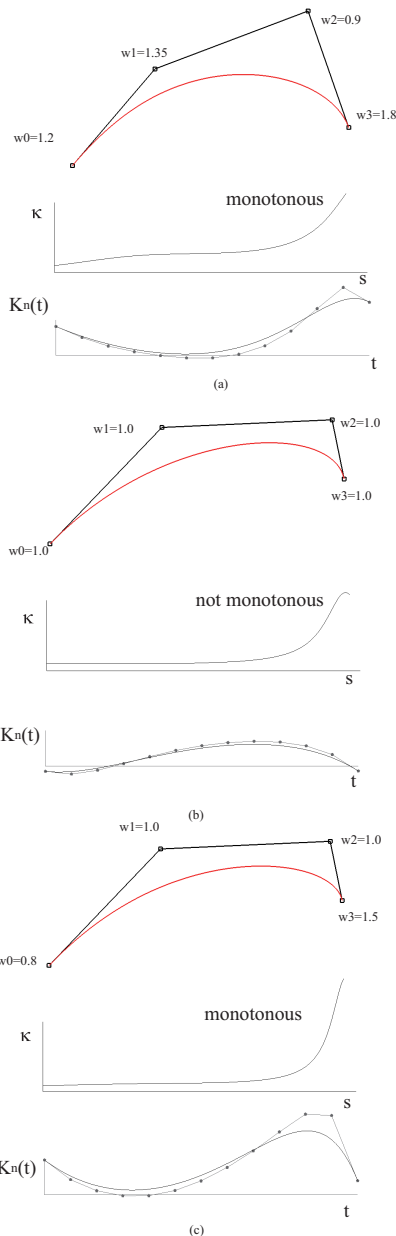 w2=0.9
w1=1.35
w3=1.8
w0=1.2
monotonous
κ
s
Kn(t)
t
(a)
w2=1.0
w1=1.0
w3=1.0
w0=1.0
not monotonous
κ
s
Kn(t)
t
(b)
w1=1.0
w2=1.0
w3=1.5
w0=0.8
monotonous
κ
s
Kn(t)
t
(c)